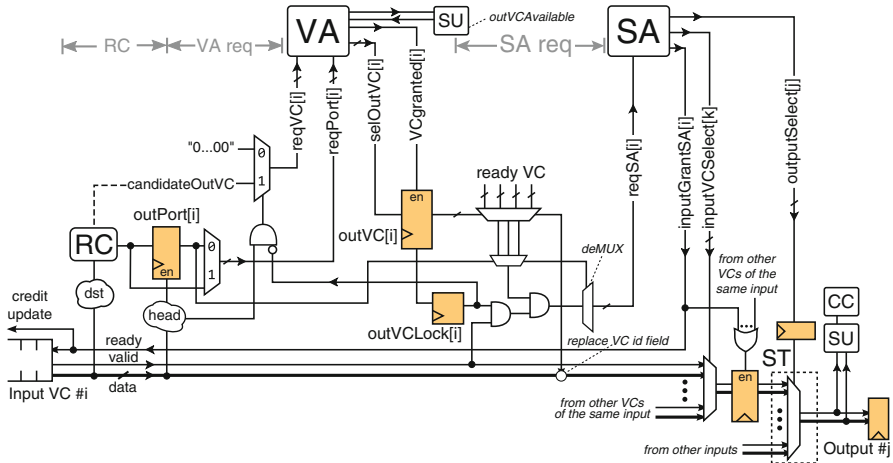 VA
SU
outVCAvailable
SA
RC
VA req
SA req
reqVC[i]
reqPort[i]
selOutVC[i]
VCgranted[i]
reqSA[i]
inputGrantSA[i]
inputVCSelect[k]
outputSelect[j]
"0...00"
0
1
candidateOutVC
ready VC
en
outVC[i]
RC
outPort[i]
en
0
1
deMUX
from other
VCs of the
same input
dst
head
outVCLock[i]
credit
update
ready
valid
data
Input VC #i
replace VC id field
CC
SU
ST
en
from other VCs
of the same input
from other inputs
Output #j